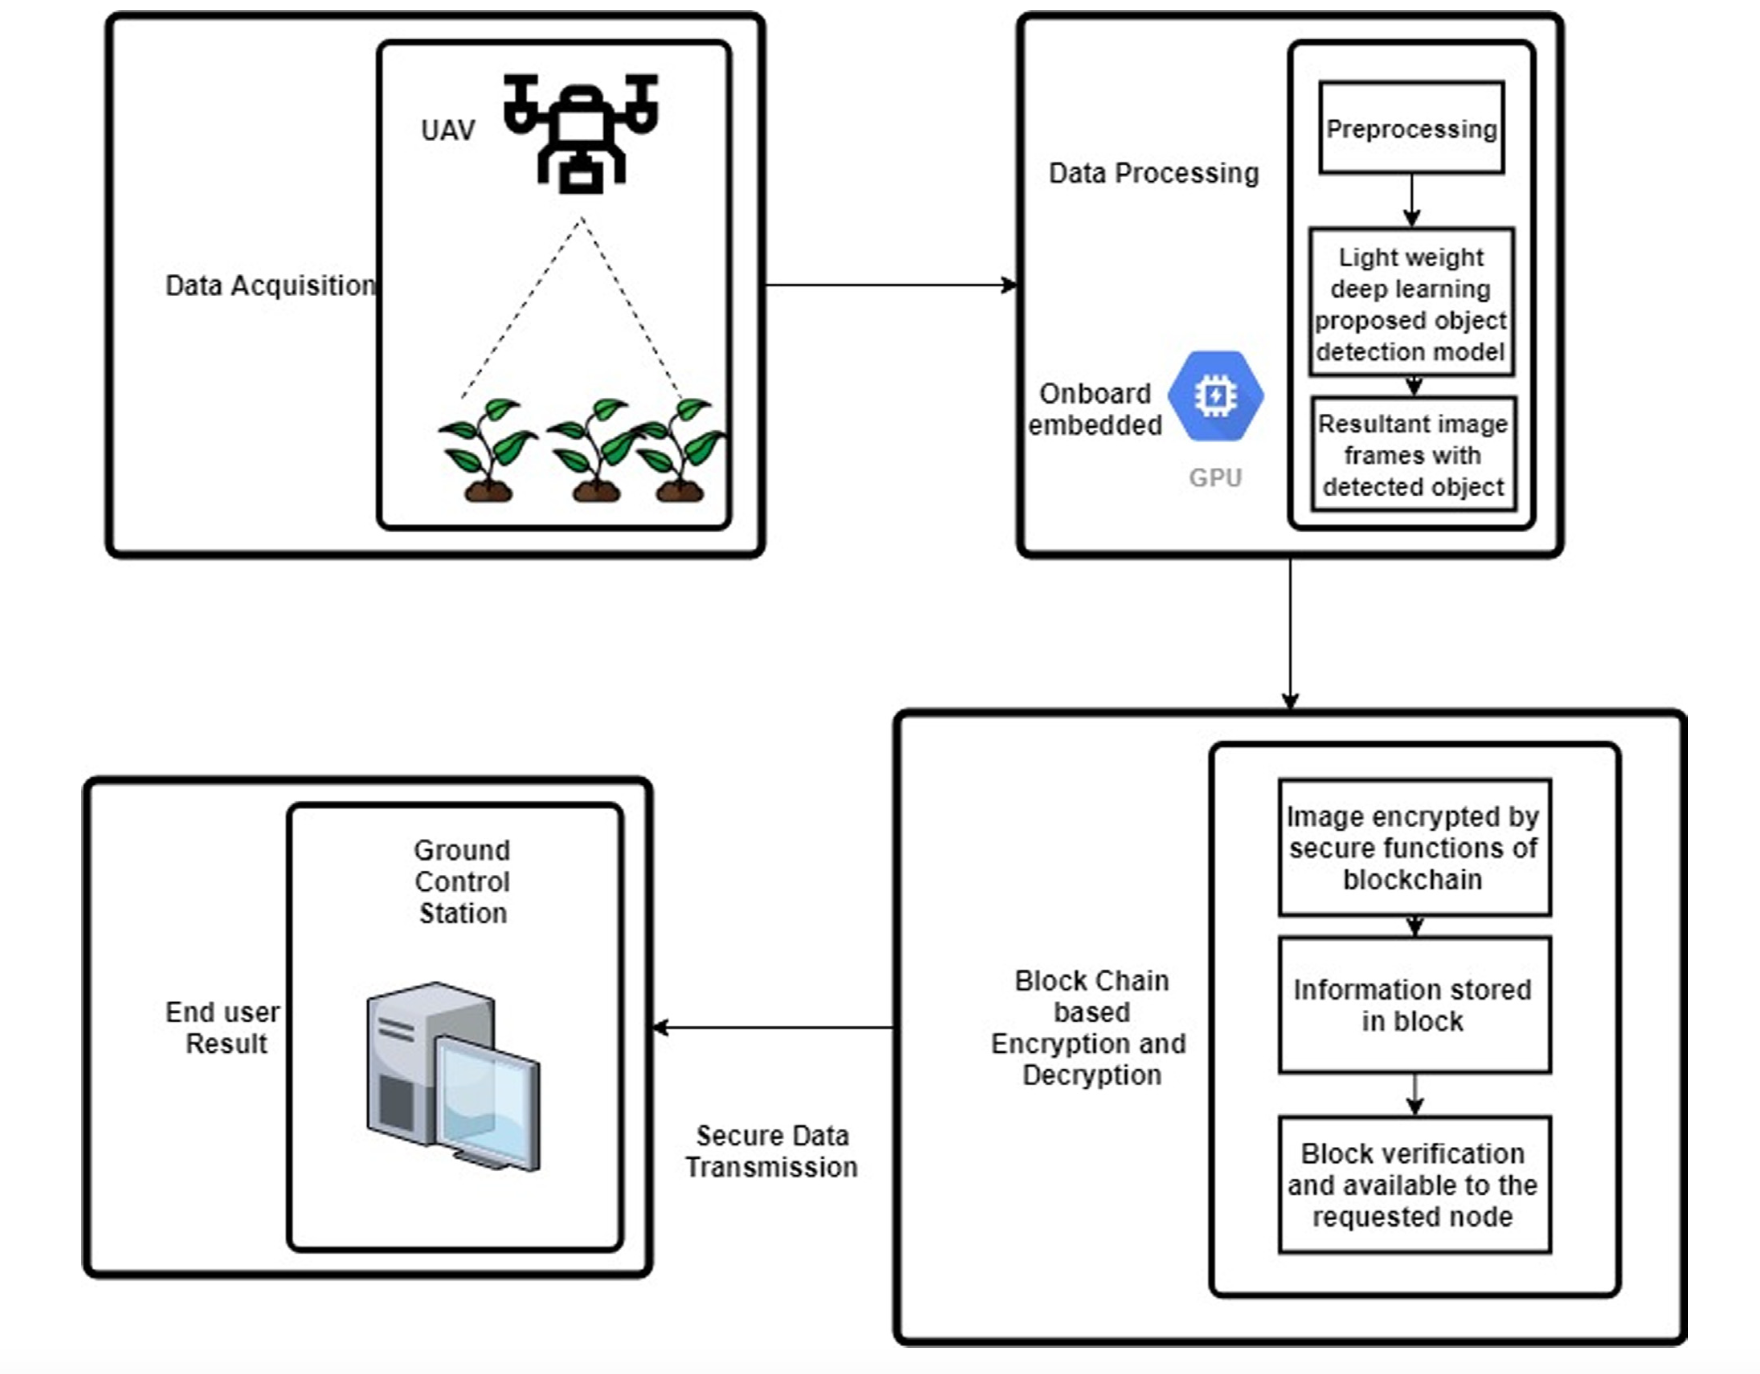 UAV
Data Acquisition
Data Processing
Onboard
embedded
GPU
Preprocessing
Light weight
deep learning
proposed object
detection model
Resultant image
frames with
detected object
Image encrypted by
secure functions of
blockchain
Information stored
in block
Block verification
and available to the
requested node
Block Chain
based
Encryption and
Decryption
Secure Data
Transmission
Ground
Control
Station
End user
Result